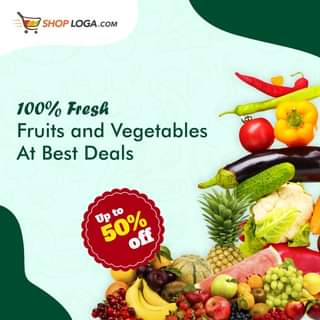 SHOP LOGA.COM
100% Fresh
Fruits and Vegetables
At Best Deals
Up to
50%
off